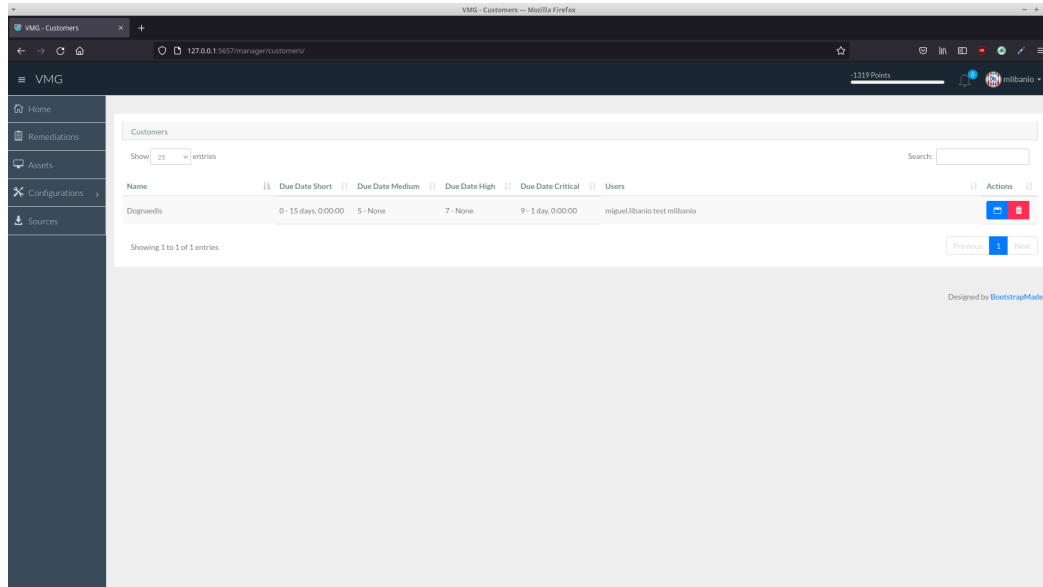 VMG - Customers — Mozilla Firefox
VMG - Customers
127.0.0.1:5657/manager/customers/
VMG
-1319 Points
0
mlibanio
Home
Remediations
Assets
Configurations
Sources
Customers
Show 25 entries
Search:
Name Due Date Short Due Date Medium Due Date High Due Date Critical Users Actions
Dognaedis 0 - 15 days, 0:00:00 5 - None 7 - None 9 - 1 day, 0:00:00 miguel.libanio test mlibanio
Showing 1 to 1 of 1 entries
Previous 1 Next
Designed by BootstrapMade